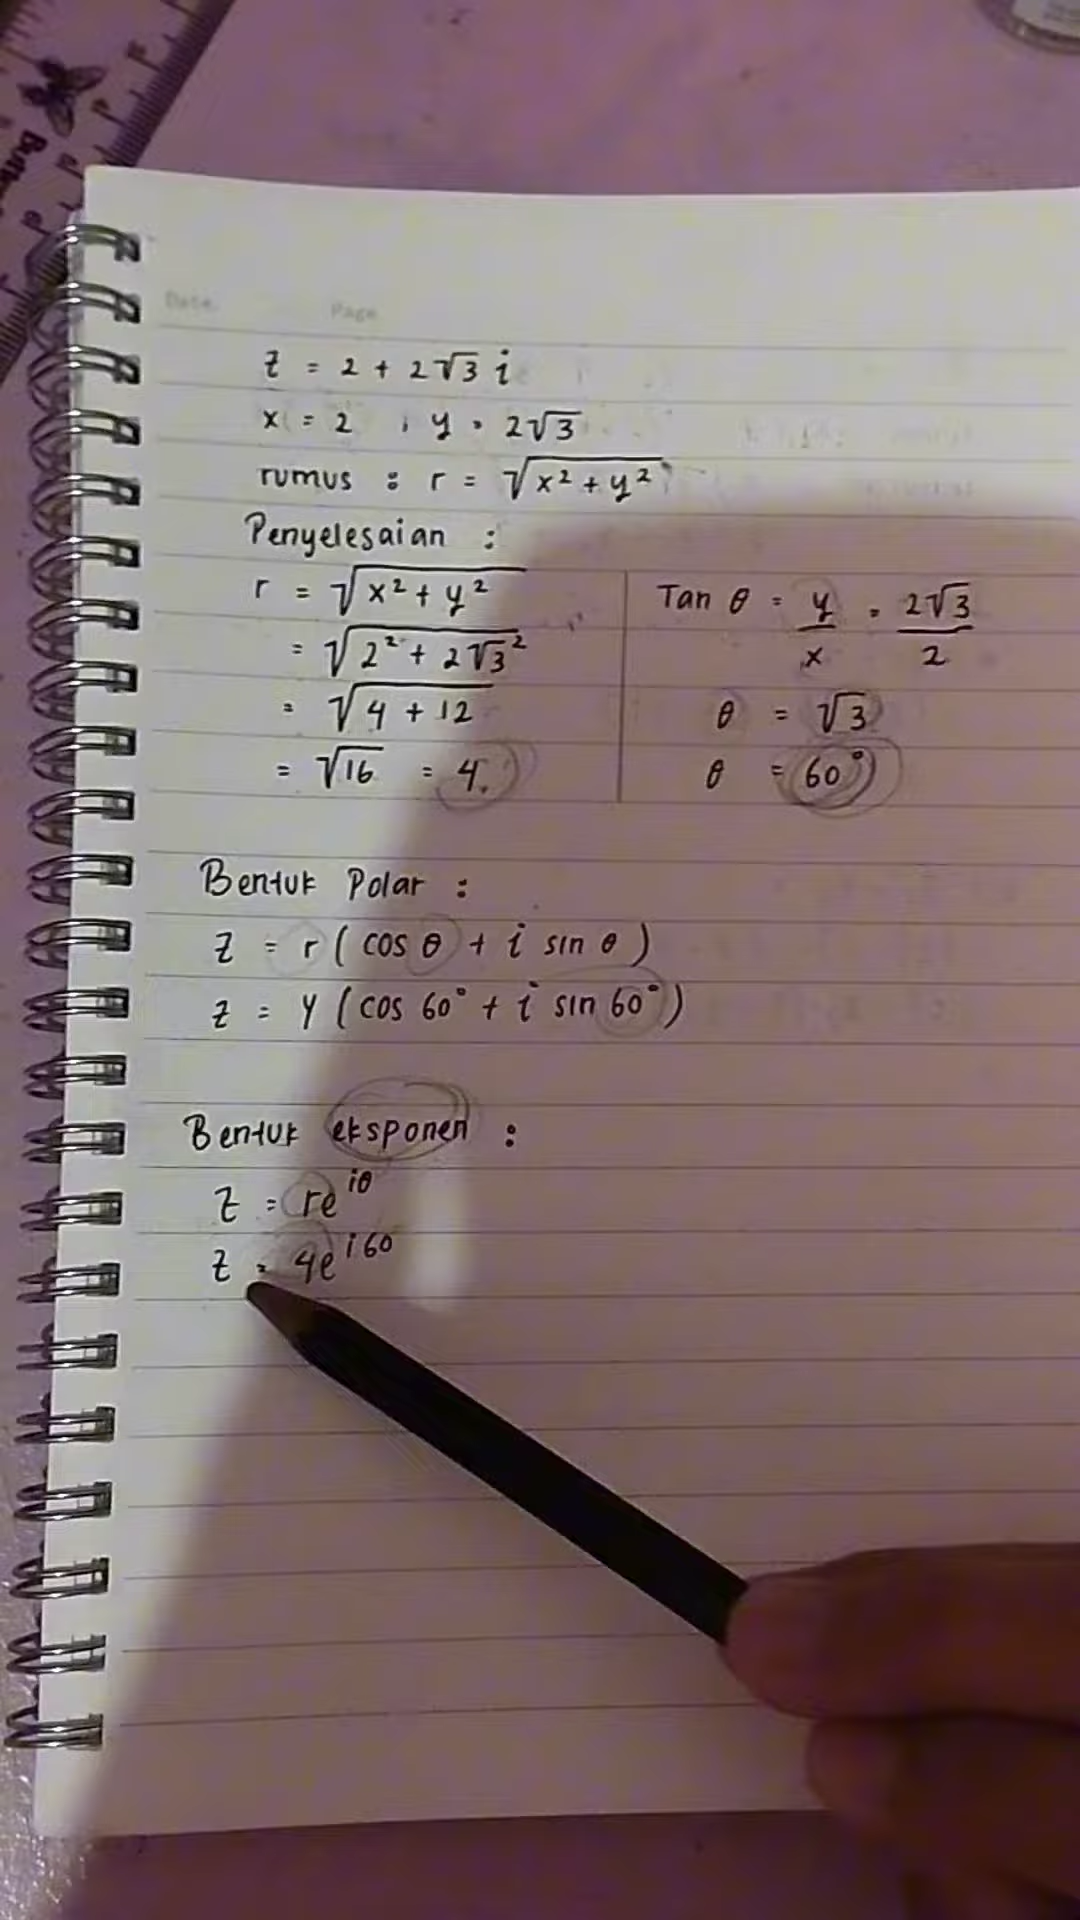 Date. Page
z = 2 + 2√3 i
x = 2 , y = 2√3
rumus : r = √x² + y²
Penyelesaian :
r = √x² + y²
= √2² + 2√3²
= √4 + 12
= √16 = 4.
Tan θ = y/x = 2√3/2
θ = √3
θ = 60°
Bentuk Polar :
z = r ( cos θ + i sin θ )
z = 4 ( cos 60° + i sin 60° )
Bentuk eksponen :
z = re^iθ
z = 4e^i60